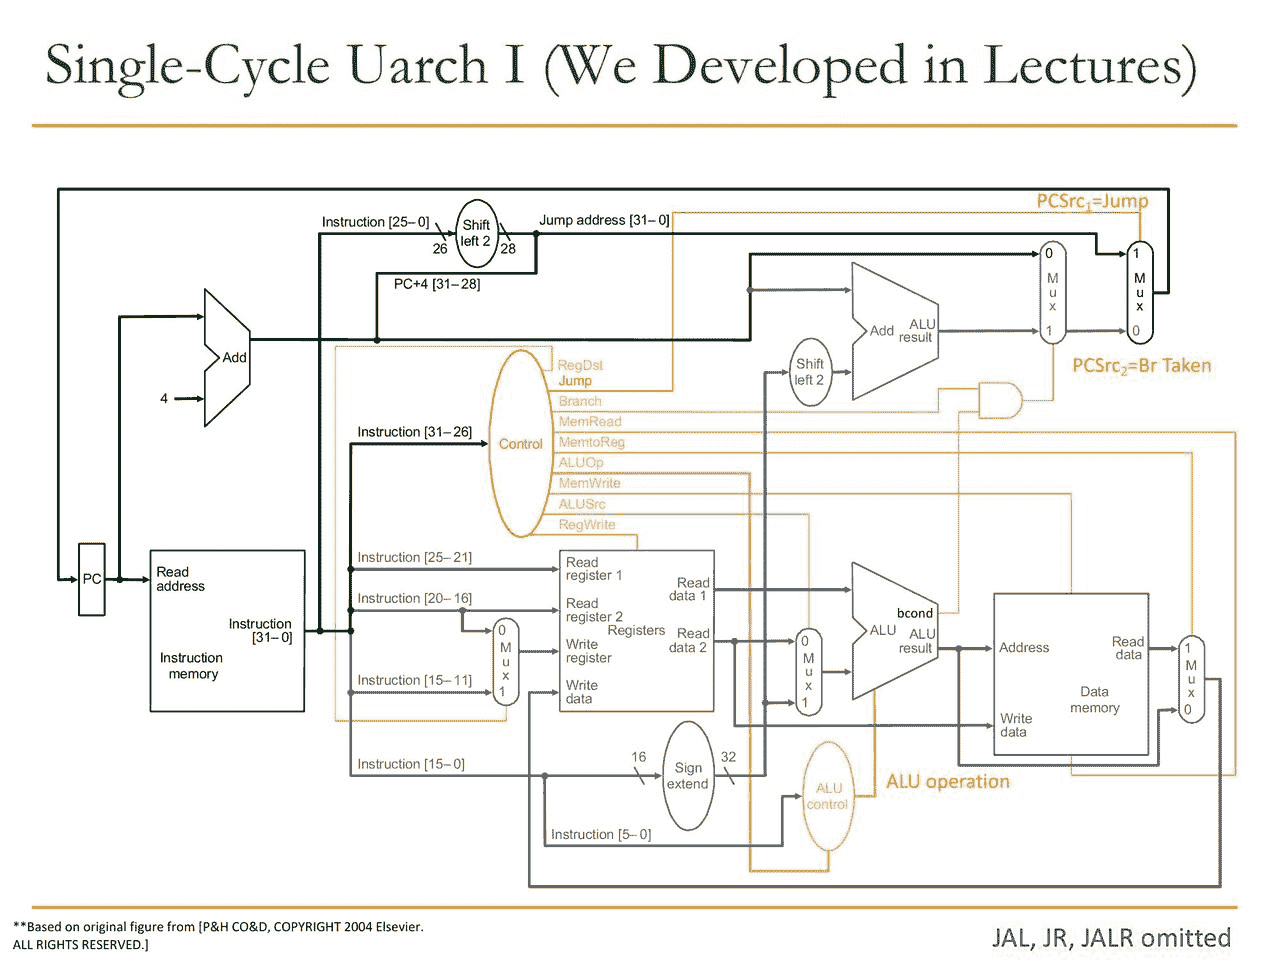 Single-Cycle Uarch I (We Developed in Lectures)
PCSrc1=Jump
Instruction [25–0]
Shift
left 2
Jump address [31–0]
26
28
PC+4 [31–28]
0
M
u
x
1
1
M
u
x
0
Add
ALU
result
Add
4
Shift
left 2
PCSrc2=Br Taken
RegDst
Jump
Branch
MemRead
MemtoReg
ALUOp
MemWrite
ALUSrc
RegWrite
Instruction [31–26]
Control
PC
Read
address
Instruction
[31–0]
Instruction
memory
Instruction [25–21]
Instruction [20–16]
Instruction [15–11]
Instruction [15–0]
0
M
u
x
1
Read
register 1
Read
register 2
Registers
Write
register
Write
data
Read
data 1
Read
data 2
0
M
u
x
1
bcond
ALU
ALU
result
Address
Read
data
Data
memory
Write
data
1
M
u
x
0
16
Sign
extend
32
ALU
control
ALU operation
Instruction [5–0]
**Based on original figure from [P&H CO&D, COPYRIGHT 2004 Elsevier.
ALL RIGHTS RESERVED.]
JAL, JR, JALR omitted